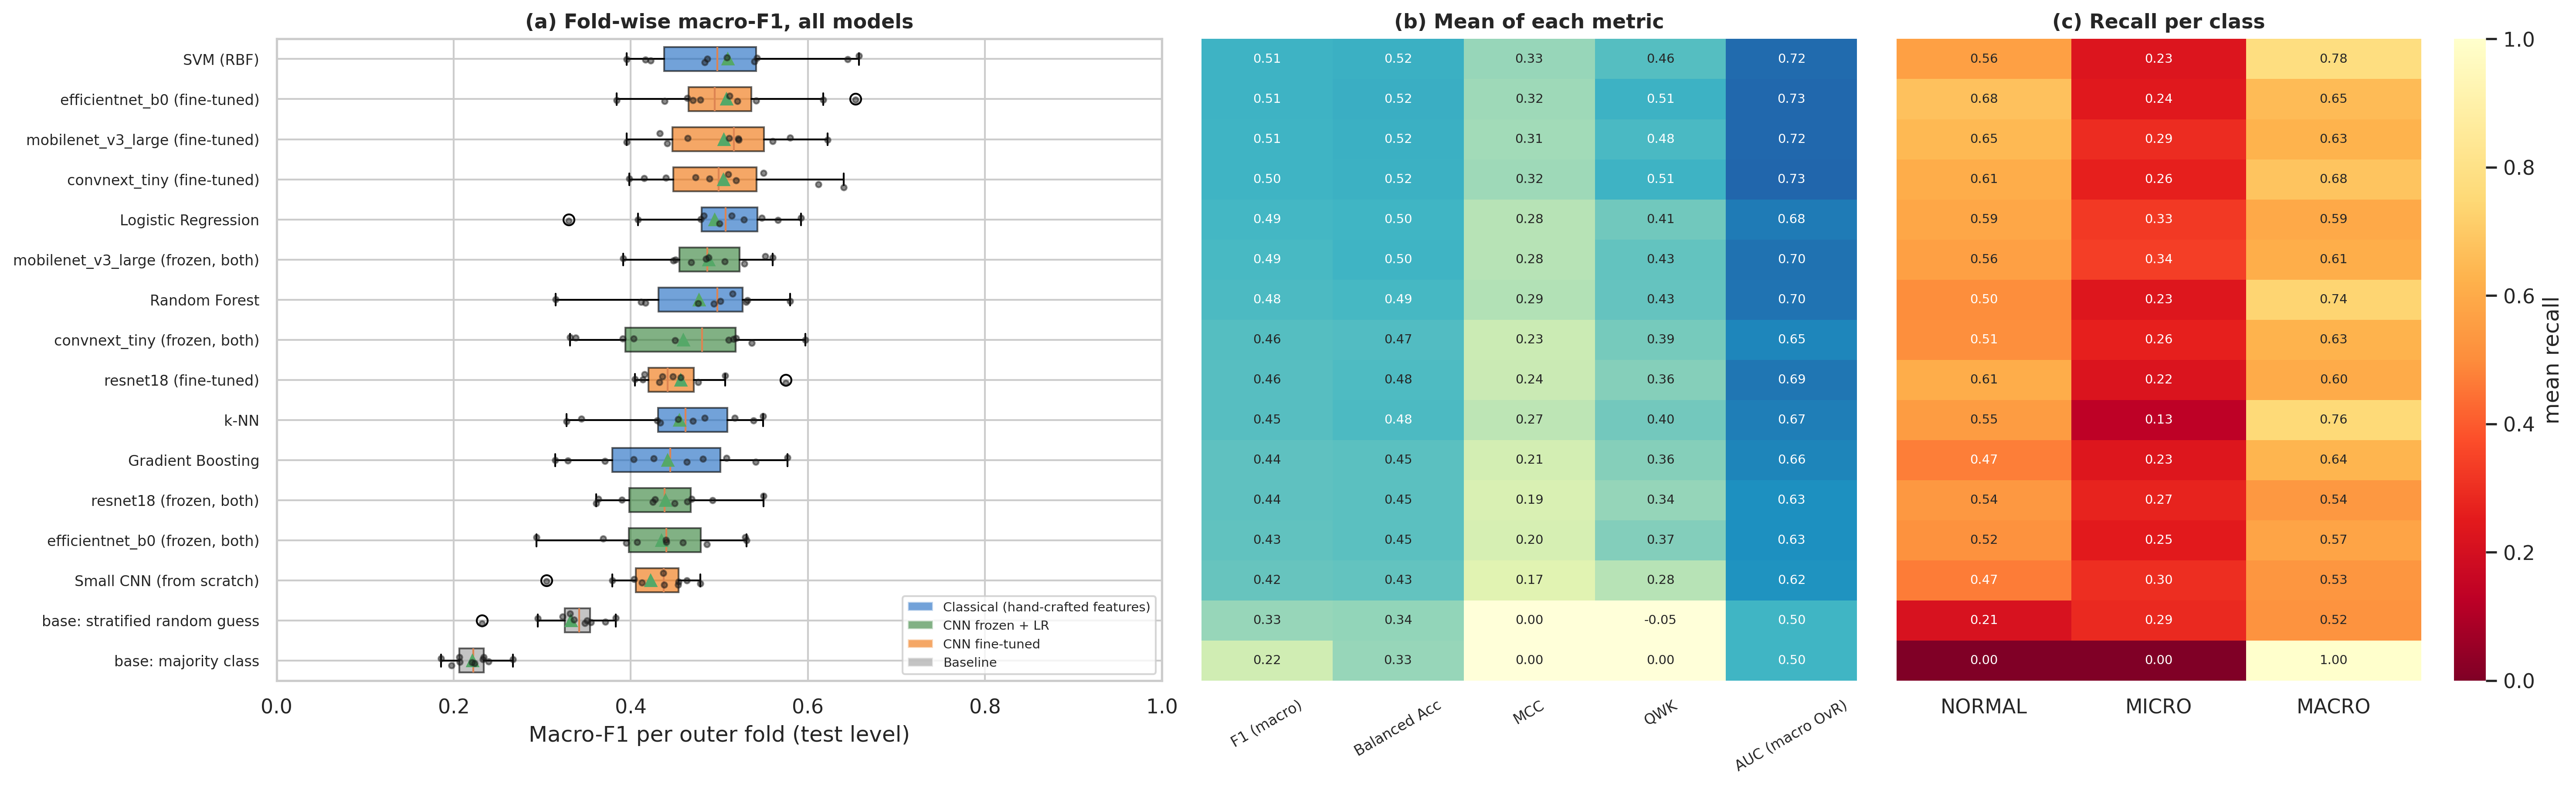 (a) Fold-wise macro-F1, all models
SVM (RBF)
efficientnet_b0 (fine-tuned)
mobilenet_v3_large (fine-tuned)
convnext_tiny (fine-tuned)
Logistic Regression
mobilenet_v3_large (frozen, both)
Random Forest
convnext_tiny (frozen, both)
resnet18 (fine-tuned)
k-NN
Gradient Boosting
resnet18 (frozen, both)
efficientnet_b0 (frozen, both)
Small CNN (from scratch)
base: stratified random guess
base: majority class
Classical (hand-crafted features)
CNN frozen + LR
CNN fine-tuned
Baseline
0.0 0.2 0.4 0.6 0.8 1.0
Macro-F1 per outer fold (test level)
(b) Mean of each metric
0.51 0.52 0.33 0.46 0.72
0.51 0.52 0.32 0.51 0.73
0.51 0.52 0.31 0.48 0.72
0.50 0.52 0.32 0.51 0.73
0.49 0.50 0.28 0.41 0.68
0.49 0.50 0.28 0.43 0.70
0.48 0.49 0.29 0.43 0.70
0.46 0.47 0.23 0.39 0.65
0.46 0.48 0.24 0.36 0.69
0.45 0.48 0.27 0.40 0.67
0.44 0.45 0.21 0.36 0.66
0.44 0.45 0.19 0.34 0.63
0.43 0.45 0.20 0.37 0.63
0.42 0.43 0.17 0.28 0.62
0.33 0.34 0.00 -0.05 0.50
0.22 0.33 0.00 0.00 0.50
F1 (macro) Balanced Acc MCC QWK AUC (macro OvR)
(c) Recall per class
0.56 0.23 0.78
0.68 0.24 0.65
0.65 0.29 0.63
0.61 0.26 0.68
0.59 0.33 0.59
0.56 0.34 0.61
0.50 0.23 0.74
0.51 0.26 0.63
0.61 0.22 0.60
0.55 0.13 0.76
0.47 0.23 0.64
0.54 0.27 0.54
0.52 0.25 0.57
0.47 0.30 0.53
0.21 0.29 0.52
0.00 0.00 1.00
NORMAL MICRO MACRO
1.0
0.8
0.6
0.4
0.2
0.0
mean recall